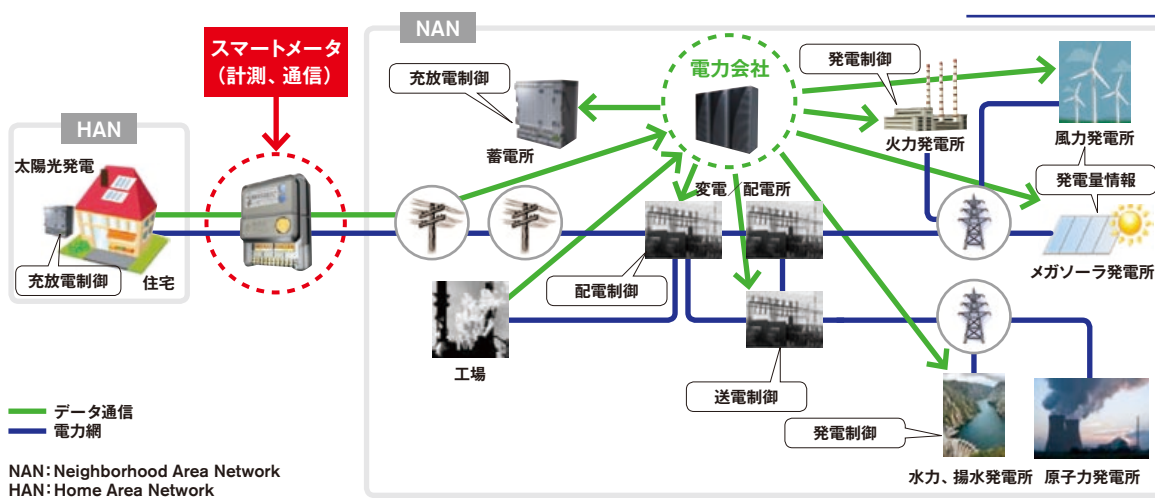 NAN
スマートメータ
（計測、通信）
電力会社
充放電制御
発電制御
HAN
太陽光発電
蓄電所
火力発電所
風力発電所
発電量情報
変電／配電所
充放電制御
住宅
配電制御
メガソーラ発電所
工場
送電制御
データ通信
電力網
発電制御
NAN：Neighborhood Area Network
HAN：Home Area Network
水力、揚水発電所
原子力発電所